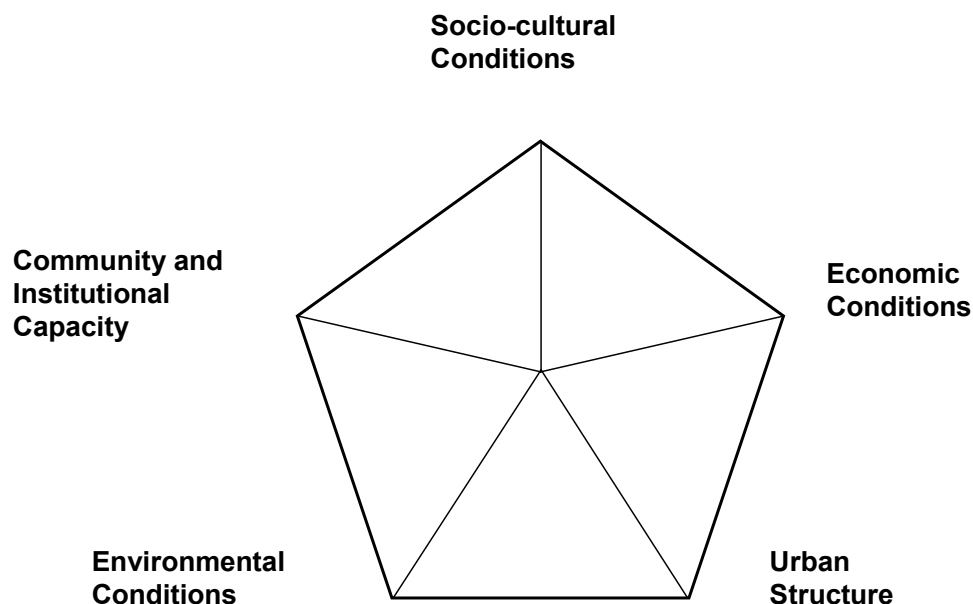 Socio-cultural
Conditions
Community and
Institutional
Capacity
Economic
Conditions
Environmental
Conditions
Urban
Structure